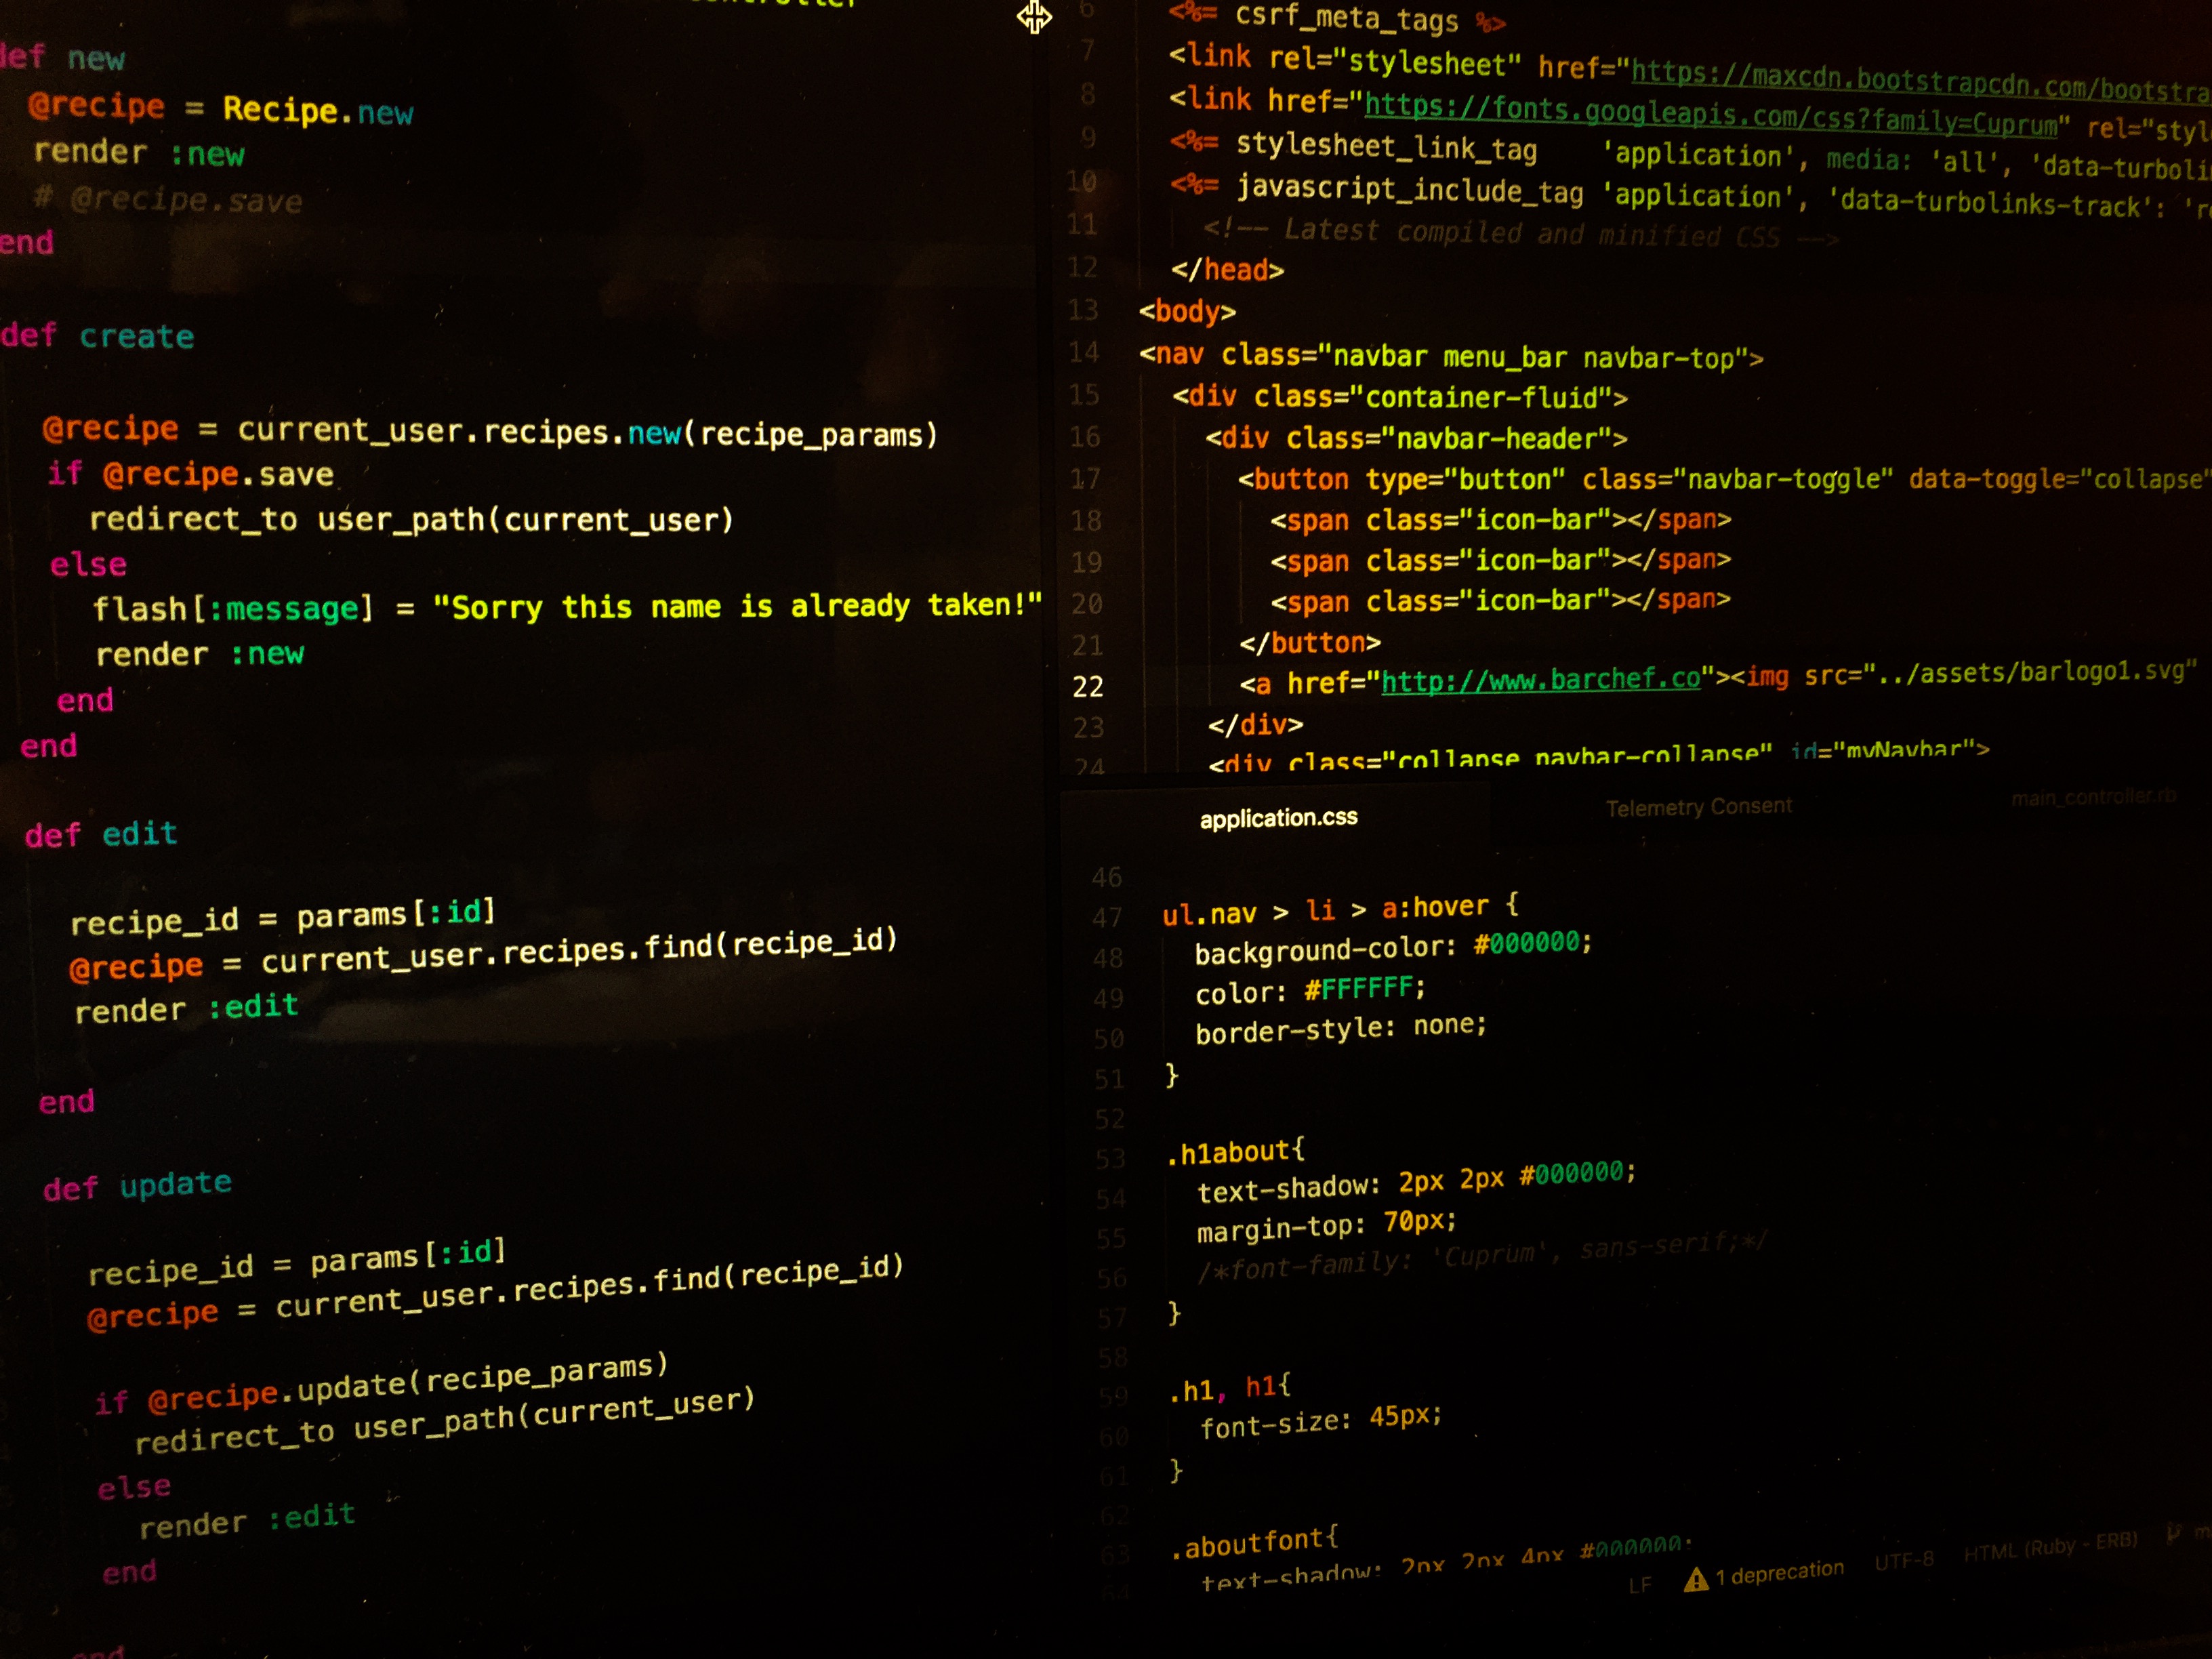 def new
@recipe = Recipe.new
render :new
# @recipe.save
end
def create
@recipe = current_user.recipes.new(recipe_params)
if @recipe.save
redirect_to user_path(current_user)
else
flash[:message] = "Sorry this name is already taken!"
render :new
end
end
def edit
recipe_id = params[:id]
@recipe = current_user.recipes.find(recipe_id)
render :edit
end
def update
recipe_id = params[:id]
@recipe = current_user.recipes.find(recipe_id)
if @recipe.update(recipe_params)
redirect_to user_path(current_user)
else
render :edit
end
end
6 <%= csrf_meta_tags %>
7 <link rel="stylesheet" href="https://maxcdn.bootstrapcdn.com/bootstra
8 <link href="https://fonts.googleapis.com/css?family=Cuprum" rel="styl
9 <%= stylesheet_link_tag 'application', media: 'all', 'data-turboli
10 <%= javascript_include_tag 'application', 'data-turbolinks-track': 'r
11 <!-- Latest compiled and minified CSS -->
12 </head>
13 <body>
14 <nav class="navbar menu_bar navbar-top">
15 <div class="container-fluid">
16 <div class="navbar-header">
17 <button type="button" class="navbar-toggle" data-toggle="collapse"
18 <span class="icon-bar"></span>
19 <span class="icon-bar"></span>
20 <span class="icon-bar"></span>
21 </button>
22 <a href="http://www.barchef.co"><img src="../assets/barlogo1.svg"
23 </div>
24 <div class="collapse navbar-collapse" id="myNavbar">
application.css Telemetry Consent main_controller.rb
46
47 ul.nav > li > a:hover {
48 background-color: #000000;
49 color: #FFFFFF;
50 border-style: none;
51 }
52
53 .h1about{
54 text-shadow: 2px 2px #000000;
55 margin-top: 70px;
56 /*font-family: 'Cuprum', sans-serif;*/
57 }
58
59 .h1, h1{
60 font-size: 45px;
61 }
62
63 .aboutfont{
64 text-shadow: 2px 2px 4px #000000;
LF 1 deprecation UTF-8 HTML (Ruby - ERB)